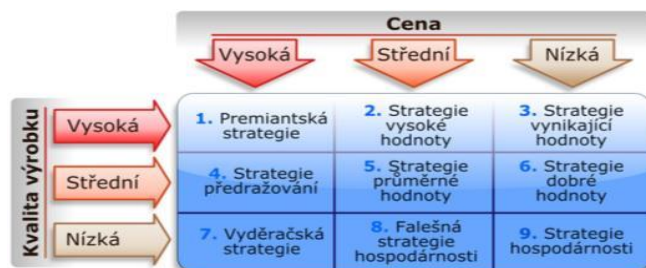 Cena
Vysoká
Střední
Nízká
Kvalita výrobku
Vysoká
1. Premiantská
strategie
2. Strategie
vysoké
hodnoty
3. Strategie
vynikající
hodnoty
Střední
4. Strategie
předražování
5. Strategie
průměrné
hodnoty
6. Strategie
dobré
hodnoty
Nízká
7. Vyděračská
strategie
8. Falešná
strategie
hospodárnosti
9. Strategie
hospodárnosti